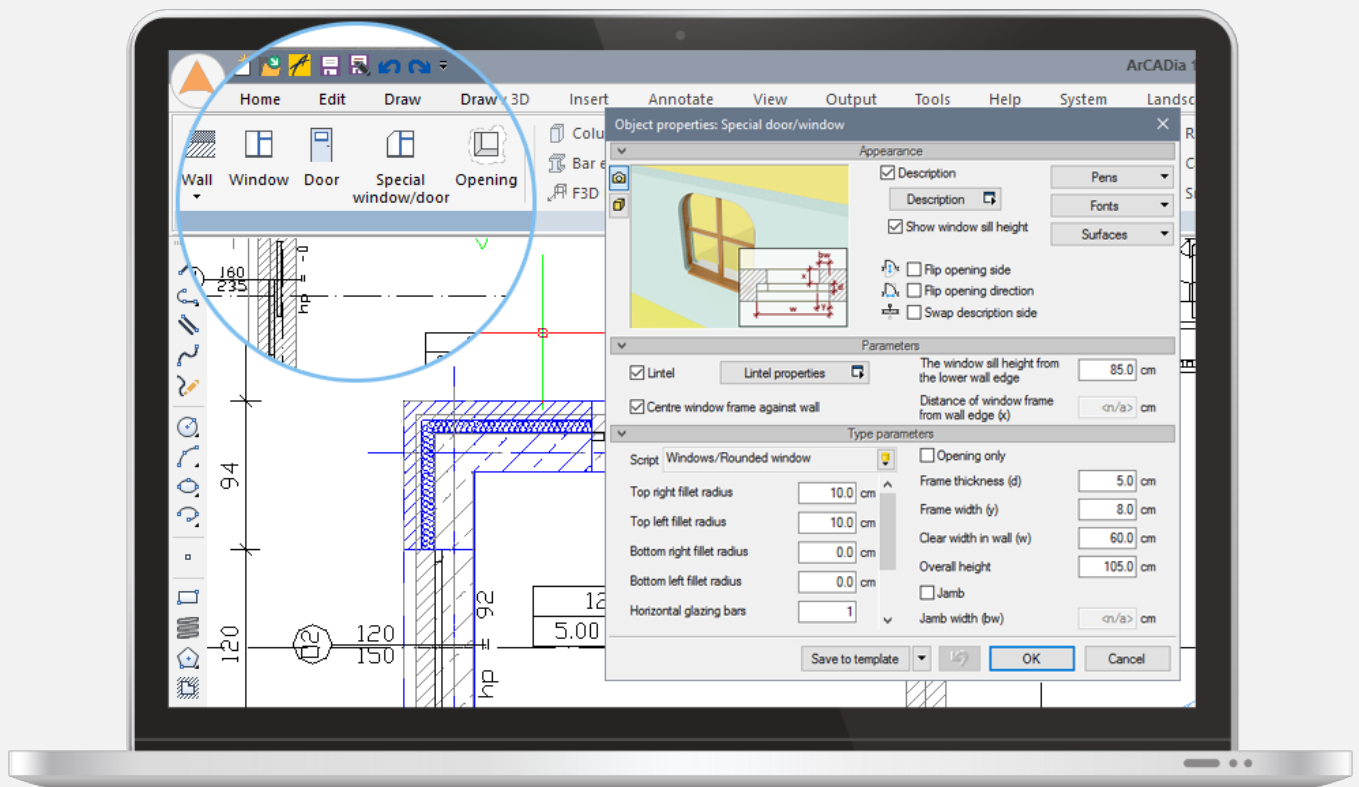 ArCADia 1
Home Edit Draw Draw 3D Insert Annotate View Output Tools Help System Landsc
Wall Window Door Special window/door Opening
Colu
Bar e
F3D
Object properties: Special door/window
Appearance
Description
Description
Show window sill height
Flip opening side
Flip opening direction
Swap description side
Pens
Fonts
Surfaces
bw
x
d
w
y
Parameters
Lintel
Lintel properties
Centre window frame against wall
The window sill height from
the lower wall edge
85.0 cm
Distance of window frame
from wall edge (x)
<n/a> cm
Type parameters
Script Windows/Rounded window
Top right fillet radius 10.0 cm
Top left fillet radius 10.0 cm
Bottom right fillet radius 0.0 cm
Bottom left fillet radius 0.0 cm
Horizontal glazing bars 1
Opening only
Frame thickness (d) 5.0 cm
Frame width (y) 8.0 cm
Clear width in wall (w) 60.0 cm
Overall height 105.0 cm
Jamb
Jamb width (bw) <n/a> cm
Save to template OK Cancel
160
235
hp = -0
94
120
120
150
hp = 92
12
5.00